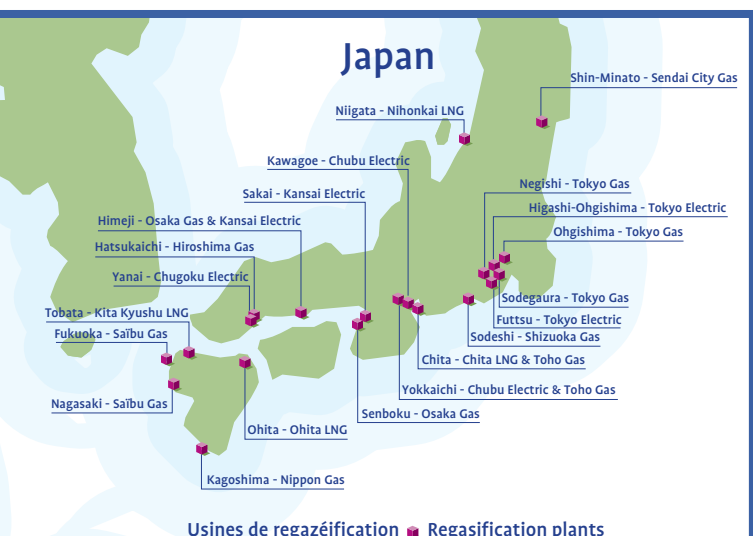 Japan
Shin-Minato - Sendai City Gas
Niigata - Nihonkai LNG
Kawagoe - Chubu Electric
Negishi - Tokyo Gas
Sakai - Kansai Electric
Higashi-Ohgishima - Tokyo Electric
Himeji - Osaka Gas & Kansai Electric
Ohgishima - Tokyo Gas
Hatsukaichi - Hiroshima Gas
Yanai - Chugoku Electric
Sodegaura - Tokyo Gas
Tobata - Kita Kyushu LNG
Futtsu - Tokyo Electric
Fukuoka - Saïbu Gas
Sodeshi - Shizuoka Gas
Chita - Chita LNG & Toho Gas
Yokkaichi - Chubu Electric & Toho Gas
Nagasaki - Saïbu Gas
Senboku - Osaka Gas
Ohita - Ohita LNG
Kagoshima - Nippon Gas
Usines de regazéification Regasification plants